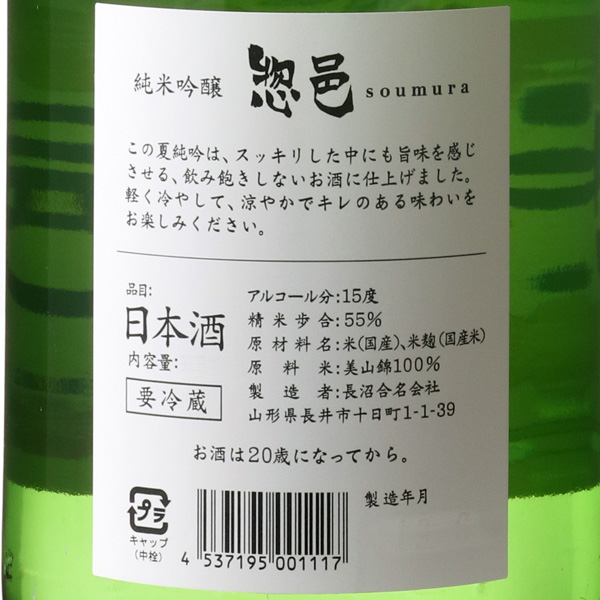 純米吟醸 惣邑 soumura
この夏純吟は、スッキリした中にも旨味を感じ
させる、飲み飽きしないお酒に仕上げました。
軽く冷やして、涼やかでキレのある味わいを
お楽しみください。
品目:
日本酒
内容量:
要冷蔵
アルコール分:15度
精米歩合:55%
原材料名:米(国産)、米麹(国産米)
原料米:美山錦100%
製造者:長沼合名会社
山形県長井市十日町1-1-39
お酒は20歳になってから。
プラ
キャップ
(中栓)
4 537195 001117
製造年月